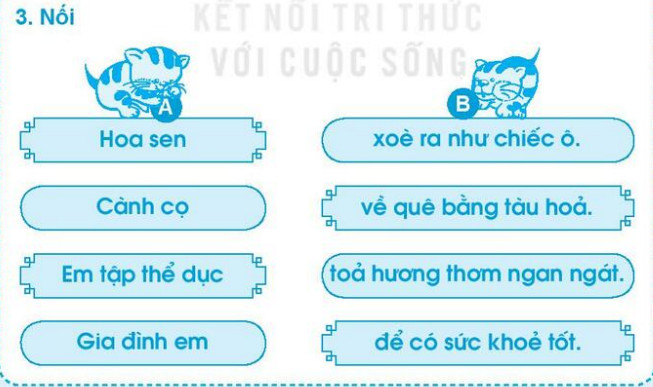 3. Nối
KẾT NỐI TRI THỨC
VỚI CUỘC SỐNG
A
B
Hoa sen
xoè ra như chiếc ô.
Cành cọ
về quê bằng tàu hoả.
Em tập thể dục
toả hương thơm ngan ngát.
Gia đình em
để có sức khoẻ tốt.